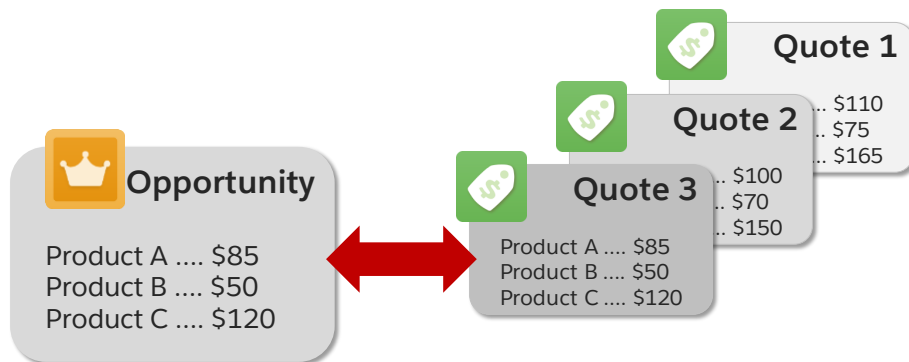 Quote 1
... $110
... $75
... $165
Quote 2
... $100
... $70
... $150
Opportunity
Product A .... $85
Product B .... $50
Product C .... $120
Quote 3
Product A .... $85
Product B .... $50
Product C ... $120